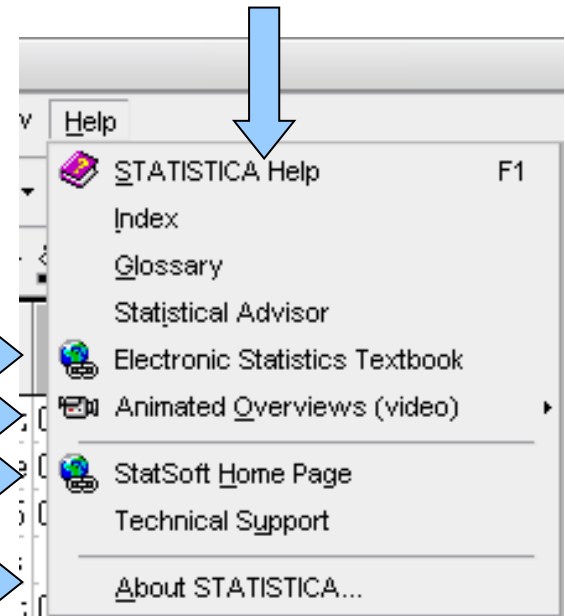 Help
STATISTICA Help F1
Index
Glossary
Statistical Advisor
Electronic Statistics Textbook
Animated Overviews (video)
StatSoft Home Page
Technical Support
About STATISTICA...